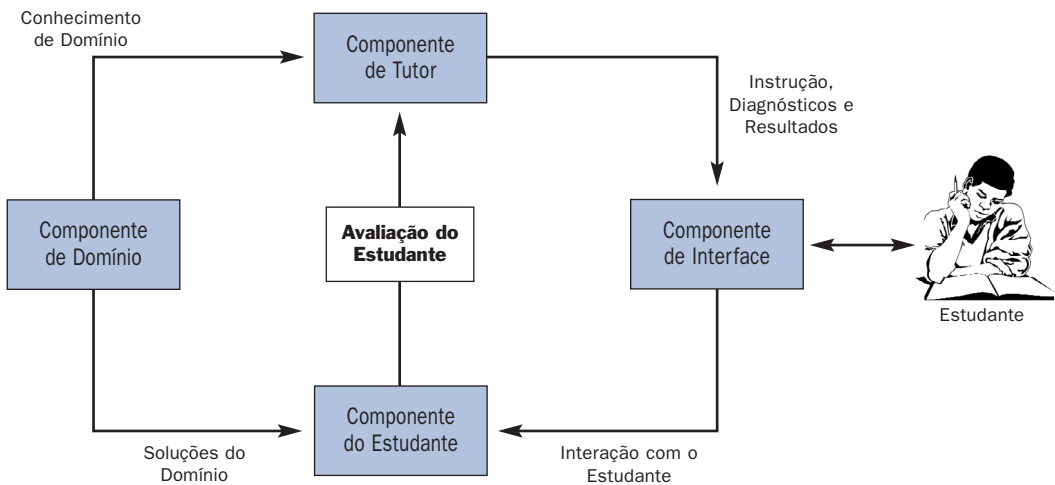 Conhecimento
de Domínio
Componente
de Tutor
Instrução,
Diagnósticos e
Resultados
Componente
de Domínio
Avaliação do
Estudante
Componente
de Interface
Estudante
Componente
do Estudante
Soluções do
Domínio
Interação com o
Estudante